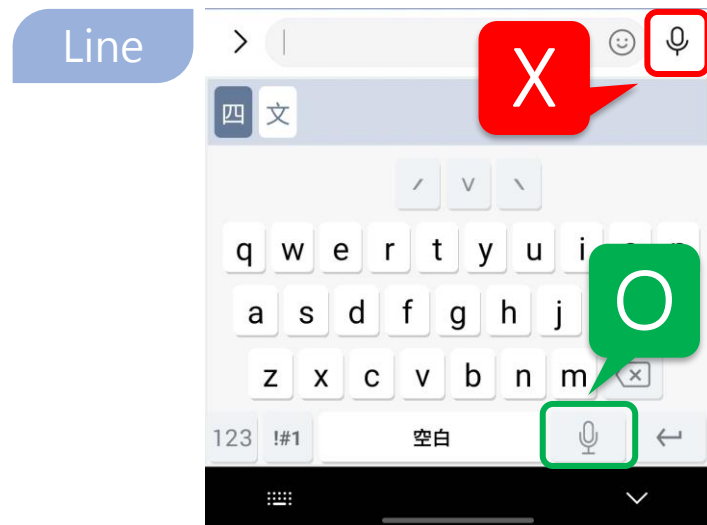 Line
X
四 文
ˊ ˇ ˋ
q w e r t y u i
O
a s d f g h j
z x c v b n m
123 !#1 空白